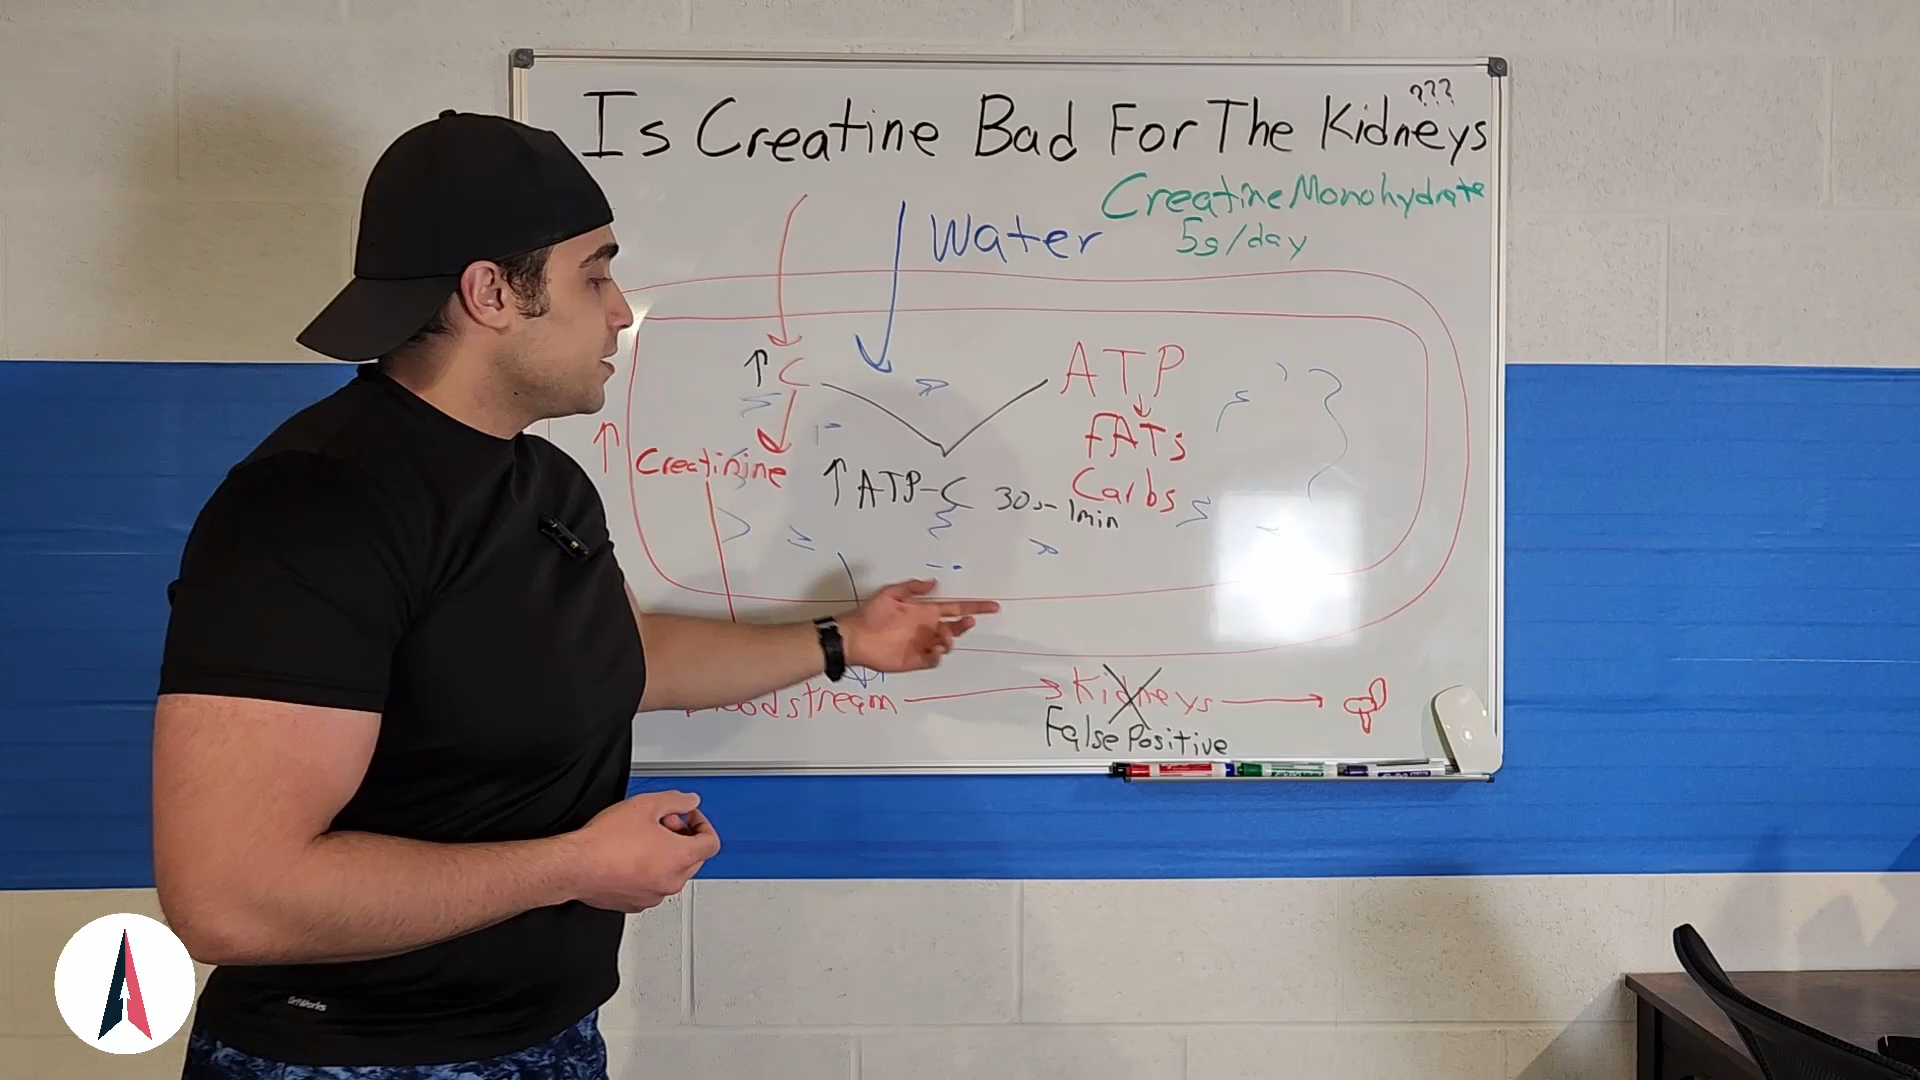 ???
Is Creatine Bad For The Kidneys
Creatine Monohydrate
Water
5g/day
↑ C
ATP
FATs
↑ Creatinine
↑ ATP-C 30s-1min
Carbs
Bloodstream → Kidneys →
False Positive